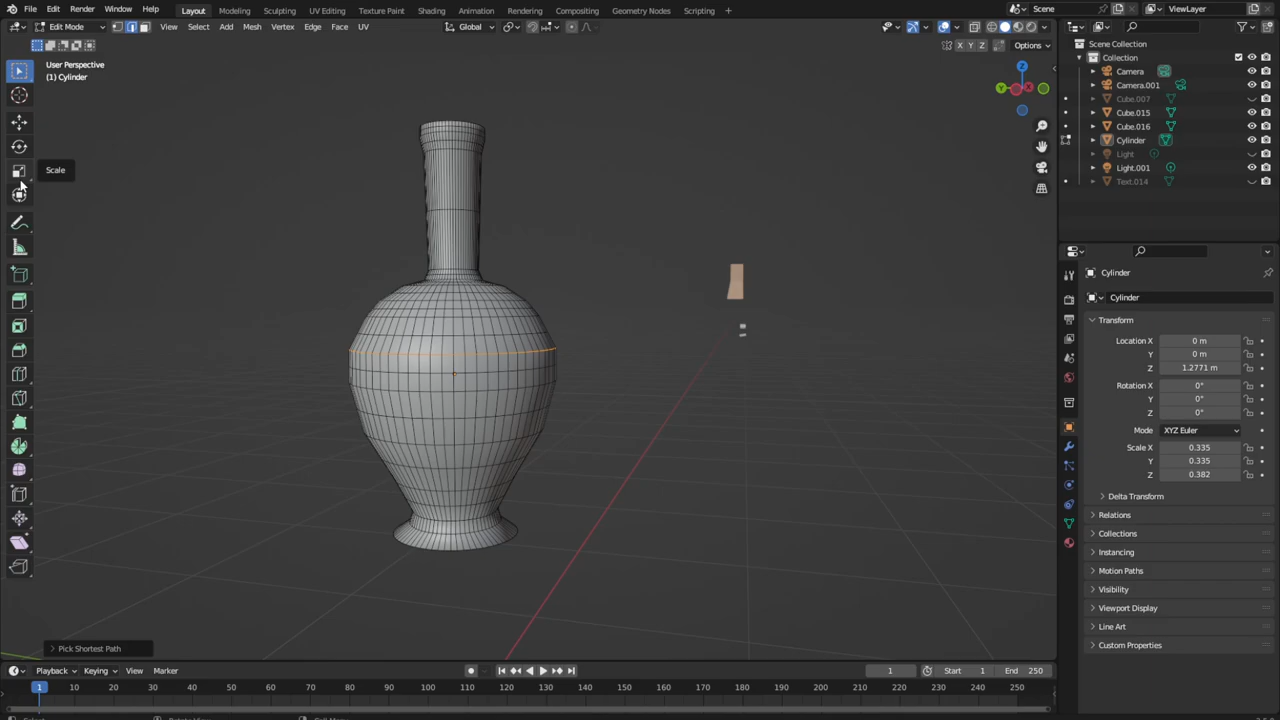 File Edit Render Window Help Layout Modeling Sculpting UV Editing Texture Paint Shading Animation Rendering Compositing Geometry Nodes Scripting + Scene ViewLayer
Edit Mode View Select Add Mesh Vertex Edge Face UV Global
X Y Z Options
User Perspective
(1) Cylinder
Scale
Z
Y X
Pick Shortest Path
Scene Collection
Collection
Camera
Camera.001
Cube.007
Cube.015
Cube.016
Cylinder
Light
Light.001
Text.014
Cylinder
Cylinder
Transform
Location X 0 m
Y 0 m
Z 1.2771 m
Rotation X 0°
Y 0°
Z 0°
Mode XYZ Euler
Scale X 0.335
Y 0.335
Z 0.382
Delta Transform
Relations
Collections
Instancing
Motion Paths
Visibility
Viewport Display
Line Art
Custom Properties
Playback Keying View Marker 1 Start 1 End 250
1 10 20 30 40 50 60 70 80 90 100 110 120 130 140 150 160 170 180 190 200 210 220 230 240 250